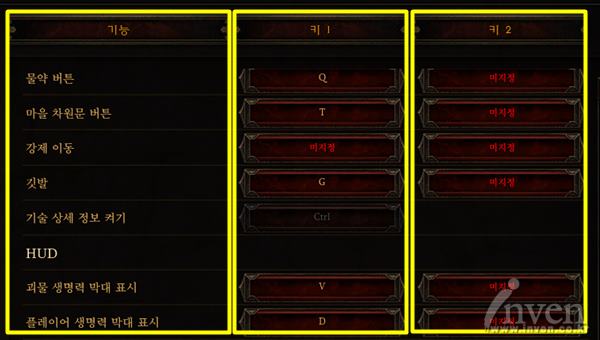 기능 키 1 키 2
물약 버튼 Q 미지정
마을 차원문 버튼 T 미지정
강제 이동 미지정 미지정
깃발 G 미지정
기술 상세 정보 켜기 Ctrl
HUD
괴물 생명력 막대 표시 V 미지정
플레이어 생명력 막대 표시 D 미지정
inven
www.inven.co.kr